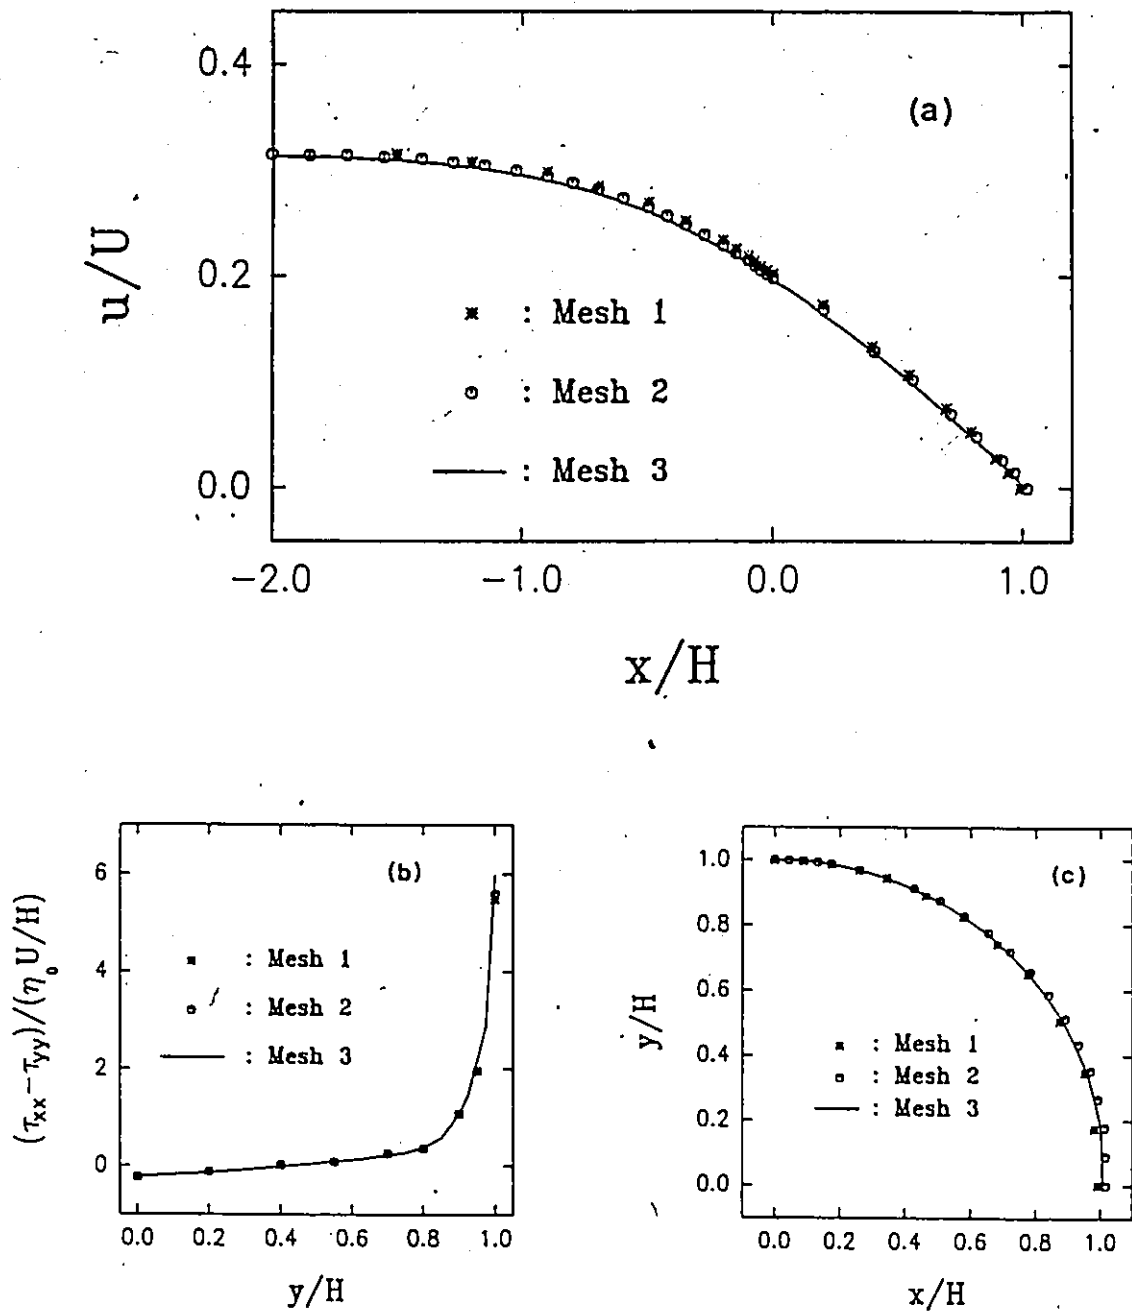 (a)
0.4
0.2
0.0
u/U
* : Mesh 1
o : Mesh 2
: Mesh 3
−2.0 −1.0 0.0 1.0
x/H
(b)
6
4
2
0
(τxx−τyy)/(η0U/H)
: Mesh 1
: Mesh 2
: Mesh 3
0.0 0.2 0.4 0.6 0.8 1.0
y/H
(c)
1.0
0.8
0.6
0.4
0.2
0.0
y/H
: Mesh 1
: Mesh 2
: Mesh 3
0.0 0.2 0.4 0.6 0.8 1.0
x/H